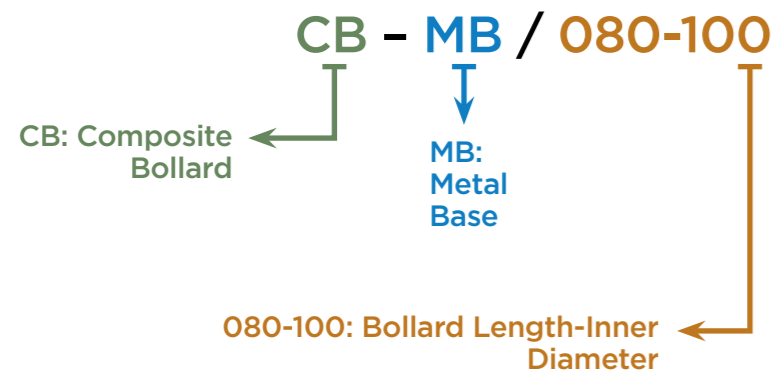 CB – MB / 080-100
CB: Composite
Bollard
MB:
Metal
Base
080-100: Bollard Length-Inner
Diameter